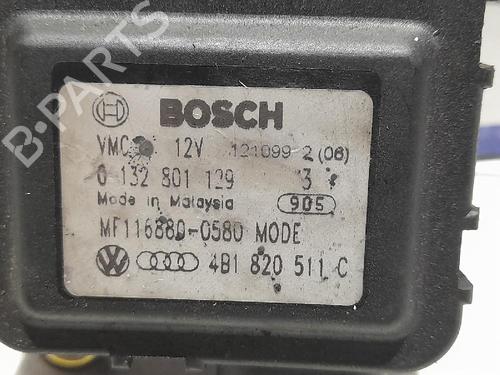 BOSCH
VMC 12V 121099 2 (06)
0 132 801 129 3
Made in Malaysia 905
MF116880-0580 MODE
4B1 820 511 C
B-PARTS